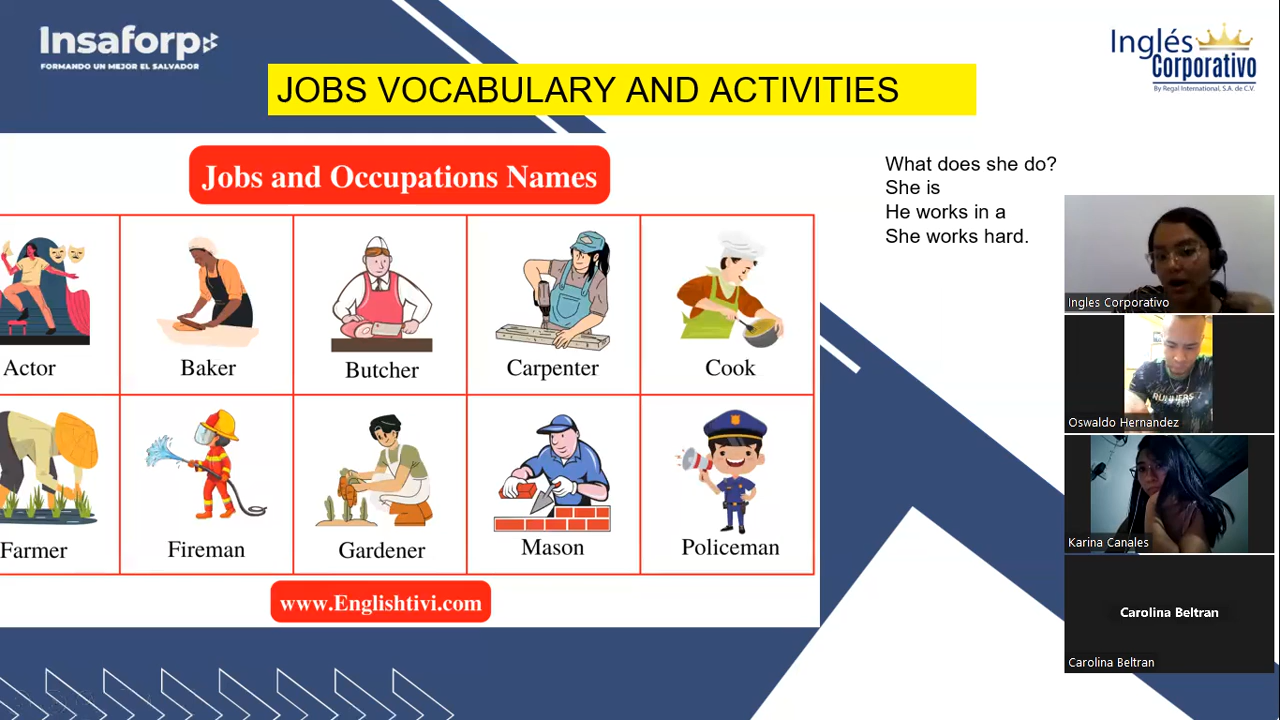 Insaforp
FORMANDO UN MEJOR EL SALVADOR
Inglés
Corporativo
By Regal International, S.A. de C.V.
JOBS VOCABULARY AND ACTIVITIES
Jobs and Occupations Names
Actor
Baker
Butcher
Carpenter
Cook
Farmer
Fireman
Gardener
Mason
Policeman
www.Englishtivi.com
What does she do?
She is
He works in a
She works hard.
Ingles Corporativo
RUNNERS
Oswaldo Hernandez
Karina Canales
Carolina Beltran
Carolina Beltran